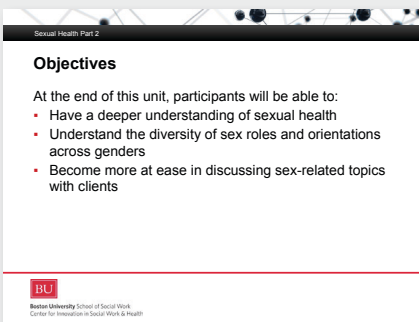 Sexual Health Part 2
Objectives
At the end of this unit, participants will be able to:
▪ Have a deeper understanding of sexual health
▪ Understand the diversity of sex roles and orientations
across genders
▪ Become more at ease in discussing sex-related topics
with clients
BU
Boston University School of Social Work
Center for Innovation in Social Work & Health